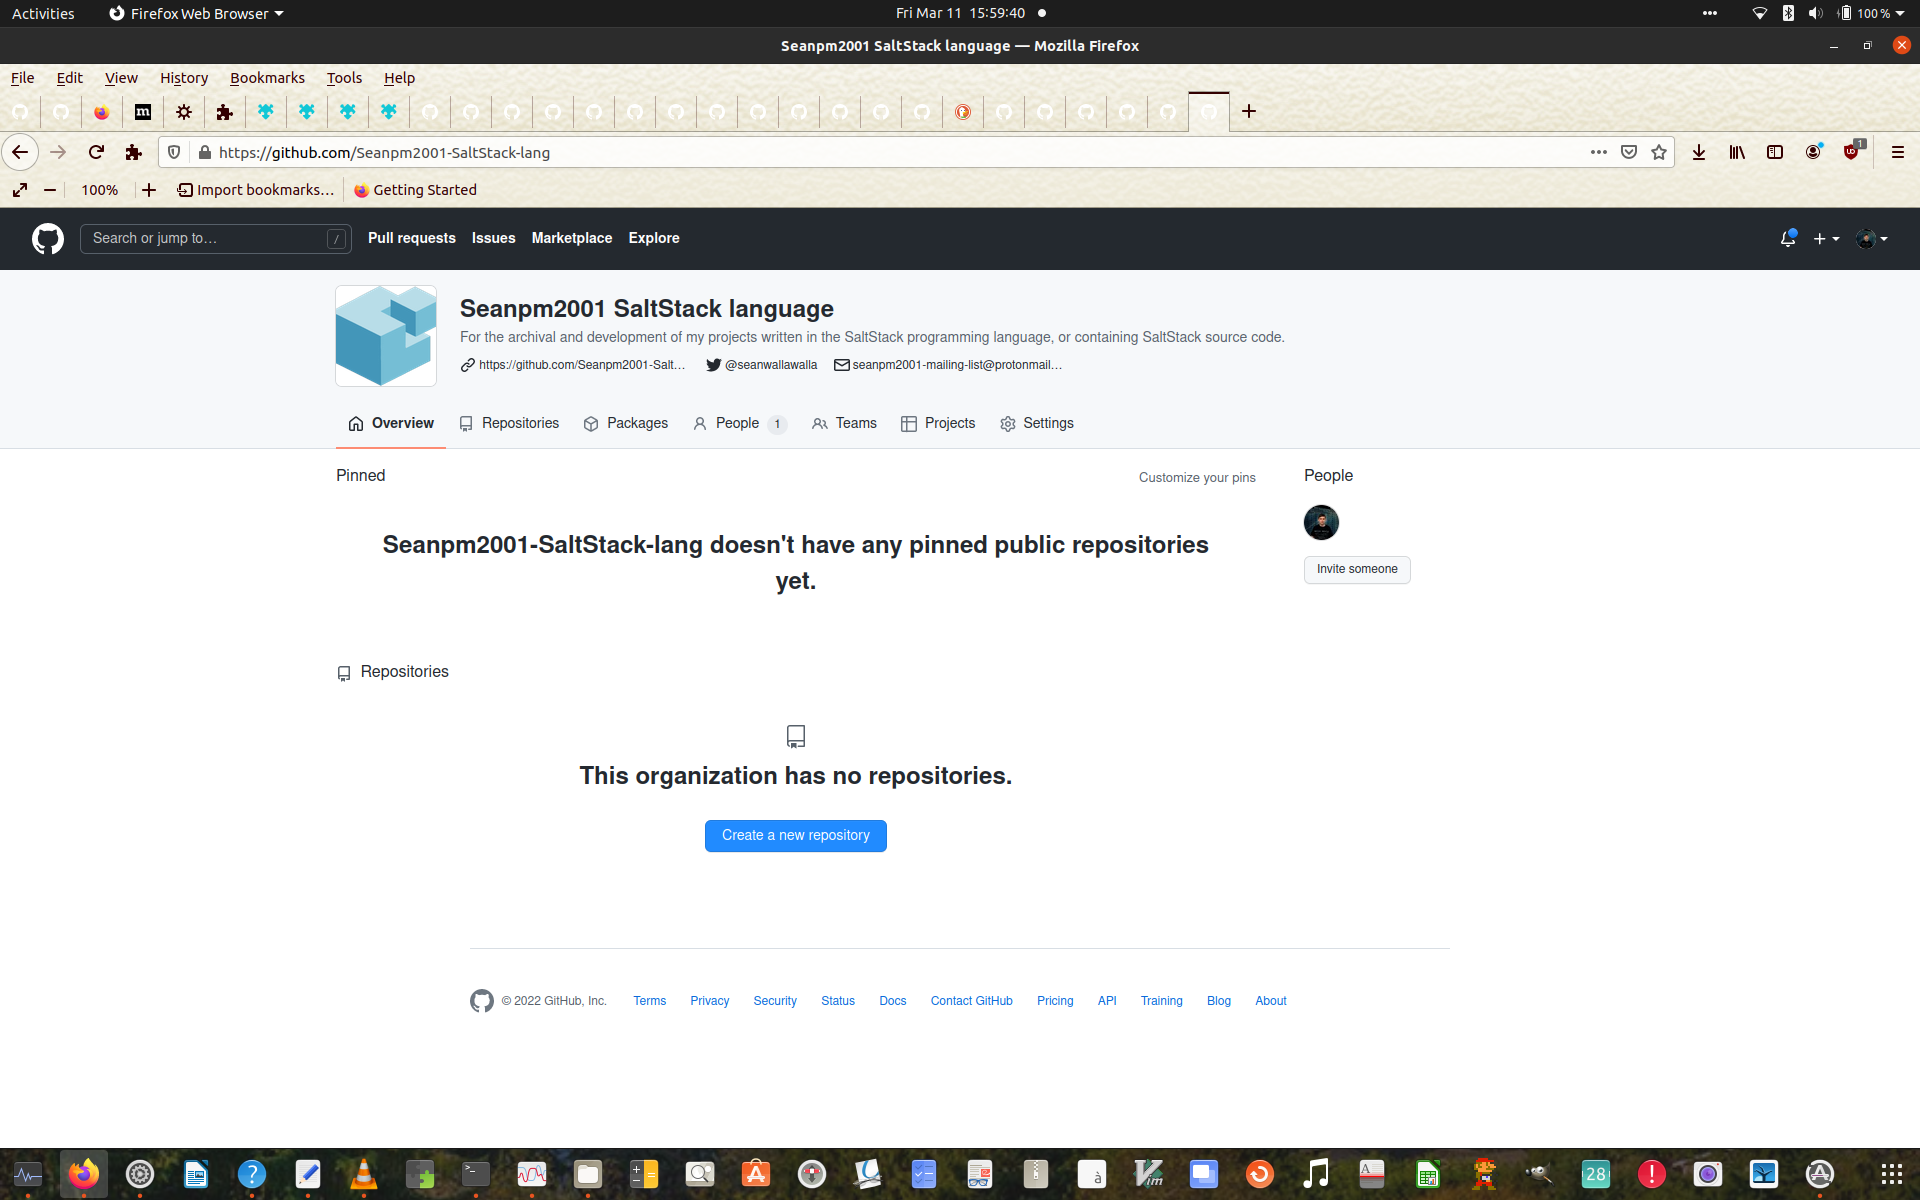 Activities
Firefox Web Browser
Fri Mar 11 15:59:40
100 %
Seanpm2001 SaltStack language — Mozilla Firefox
File Edit View History Bookmarks Tools Help
https://github.com/Seanpm2001-SaltStack-lang
1
100%
Import bookmarks…
Getting Started
Search or jump to…
/
Pull requests Issues Marketplace Explore
Seanpm2001 SaltStack language
For the archival and development of my projects written in the SaltStack programming language, or containing SaltStack source code.
https://github.com/Seanpm2001-Salt… @seanwallawalla seanpm2001-mailing-list@protonmail…
Overview Repositories Packages People 1 Teams Projects Settings
Pinned
Customize your pins
People
Seanpm2001-SaltStack-lang doesn't have any pinned public repositories
yet.
Invite someone
Repositories
This organization has no repositories.
Create a new repository
© 2022 GitHub, Inc. Terms Privacy Security Status Docs Contact GitHub Pricing API Training Blog About
28